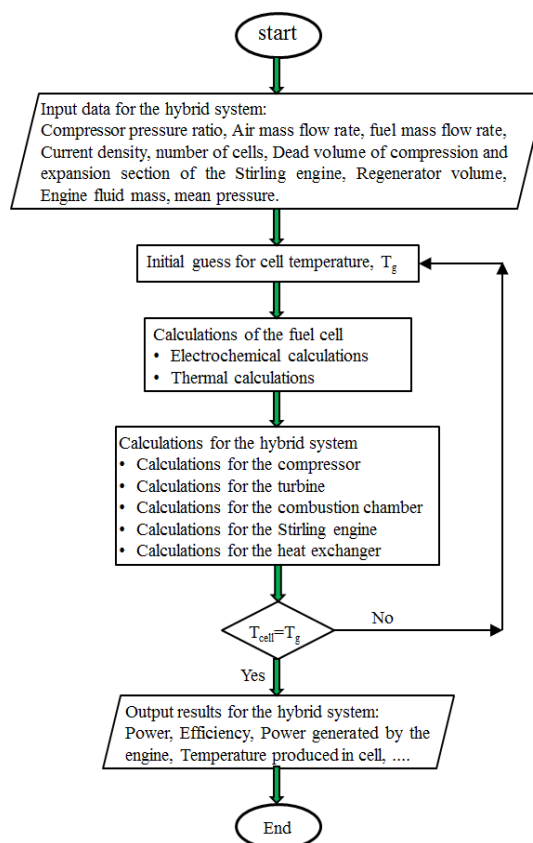 start
Input data for the hybrid system:
Compressor pressure ratio, Air mass flow rate, fuel mass flow rate,
Current density, number of cells, Dead volume of compression and
expansion section of the Stirling engine, Regenerator volume,
Engine fluid mass, mean pressure.
Initial guess for cell temperature, Tg
Calculations of the fuel cell
• Electrochemical calculations
• Thermal calculations
Calculations for the hybrid system
• Calculations for the compressor
• Calculations for the turbine
• Calculations for the combustion chamber
• Calculations for the Stirling engine
• Calculations for the heat exchanger
Tcell=Tg
No
Yes
Output results for the hybrid system:
Power, Efficiency, Power generated by the
engine, Temperature produced in cell, ....
End